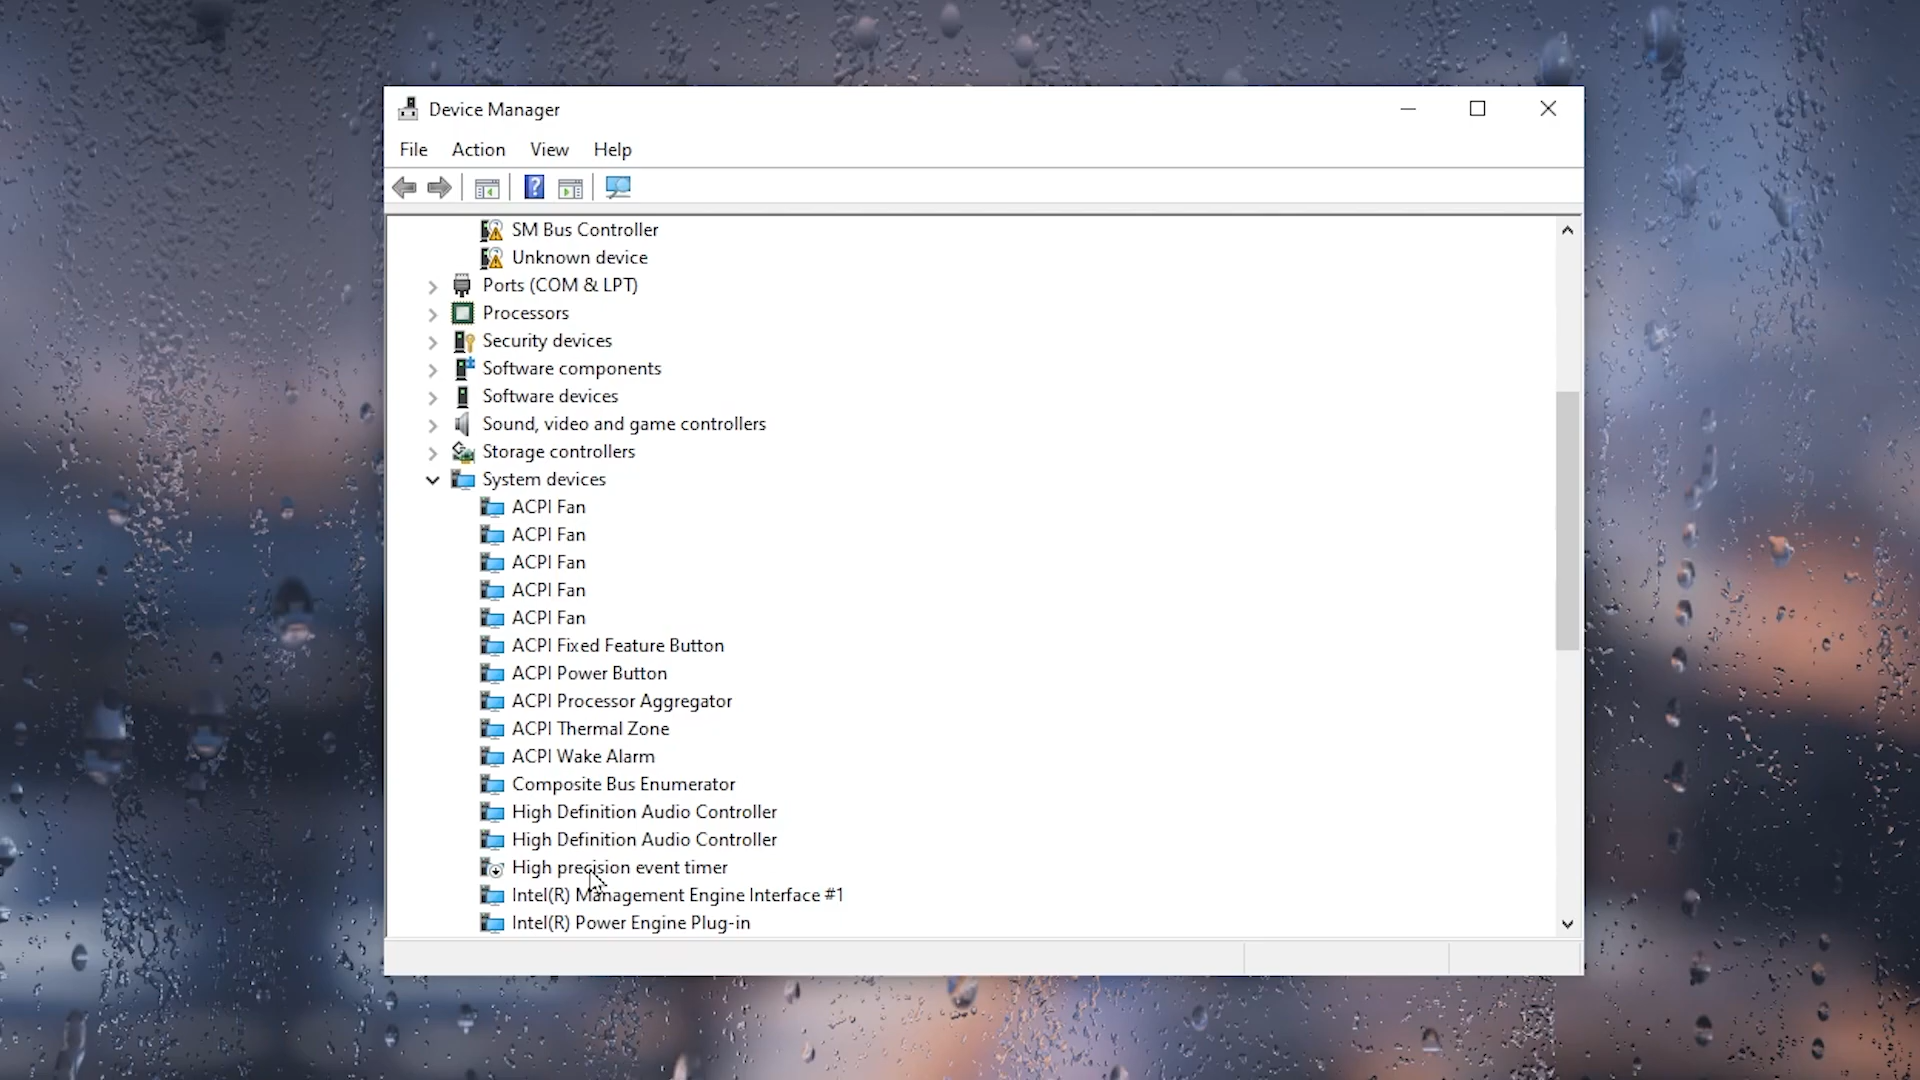 Device Manager
File Action View Help
SM Bus Controller
Unknown device
Ports (COM & LPT)
Processors
Security devices
Software components
Software devices
Sound, video and game controllers
Storage controllers
System devices
ACPI Fan
ACPI Fan
ACPI Fan
ACPI Fan
ACPI Fan
ACPI Fixed Feature Button
ACPI Power Button
ACPI Processor Aggregator
ACPI Thermal Zone
ACPI Wake Alarm
Composite Bus Enumerator
High Definition Audio Controller
High Definition Audio Controller
High precision event timer
Intel(R) Management Engine Interface #1
Intel(R) Power Engine Plug-in